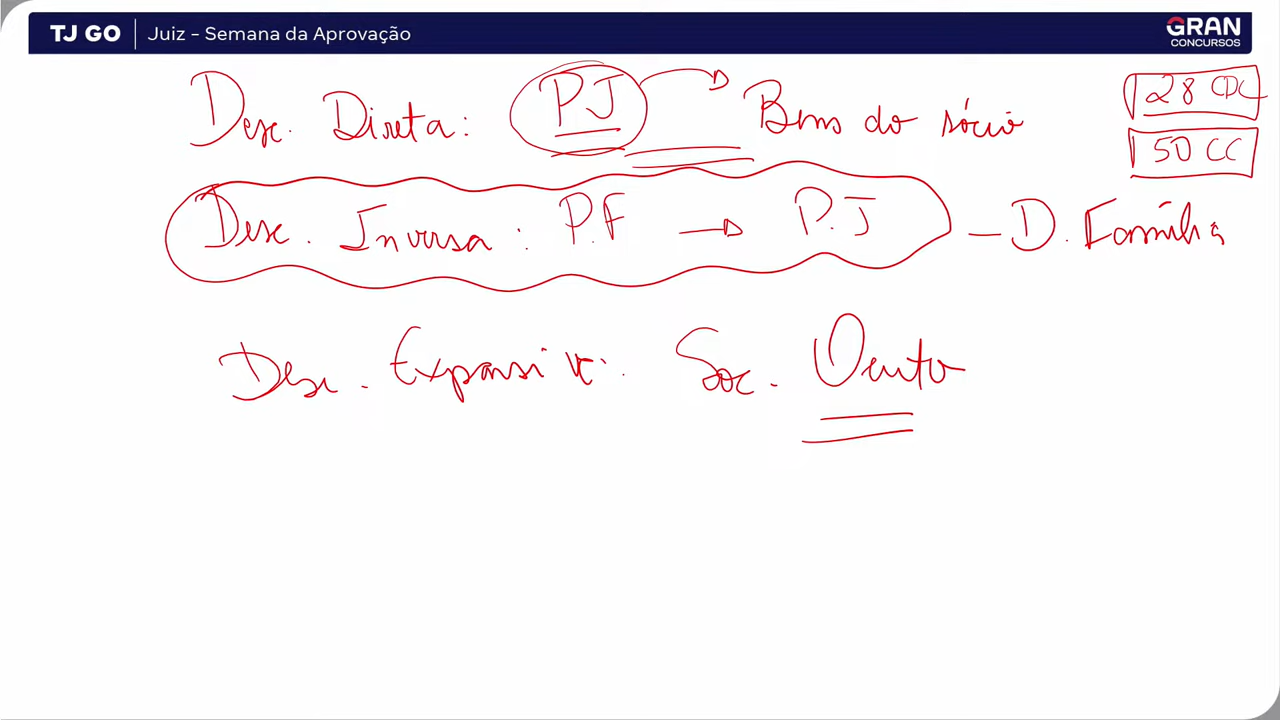 TJ GO | Juiz – Semana da Aprovação
GRAN CONCURSOS
Desc. Direta: PJ → Bens do sócio
28 CDC
50 CC
Desc. Inversa: P.F → P.J – D. Família
Desc. Expansiva: Soc. Oculto